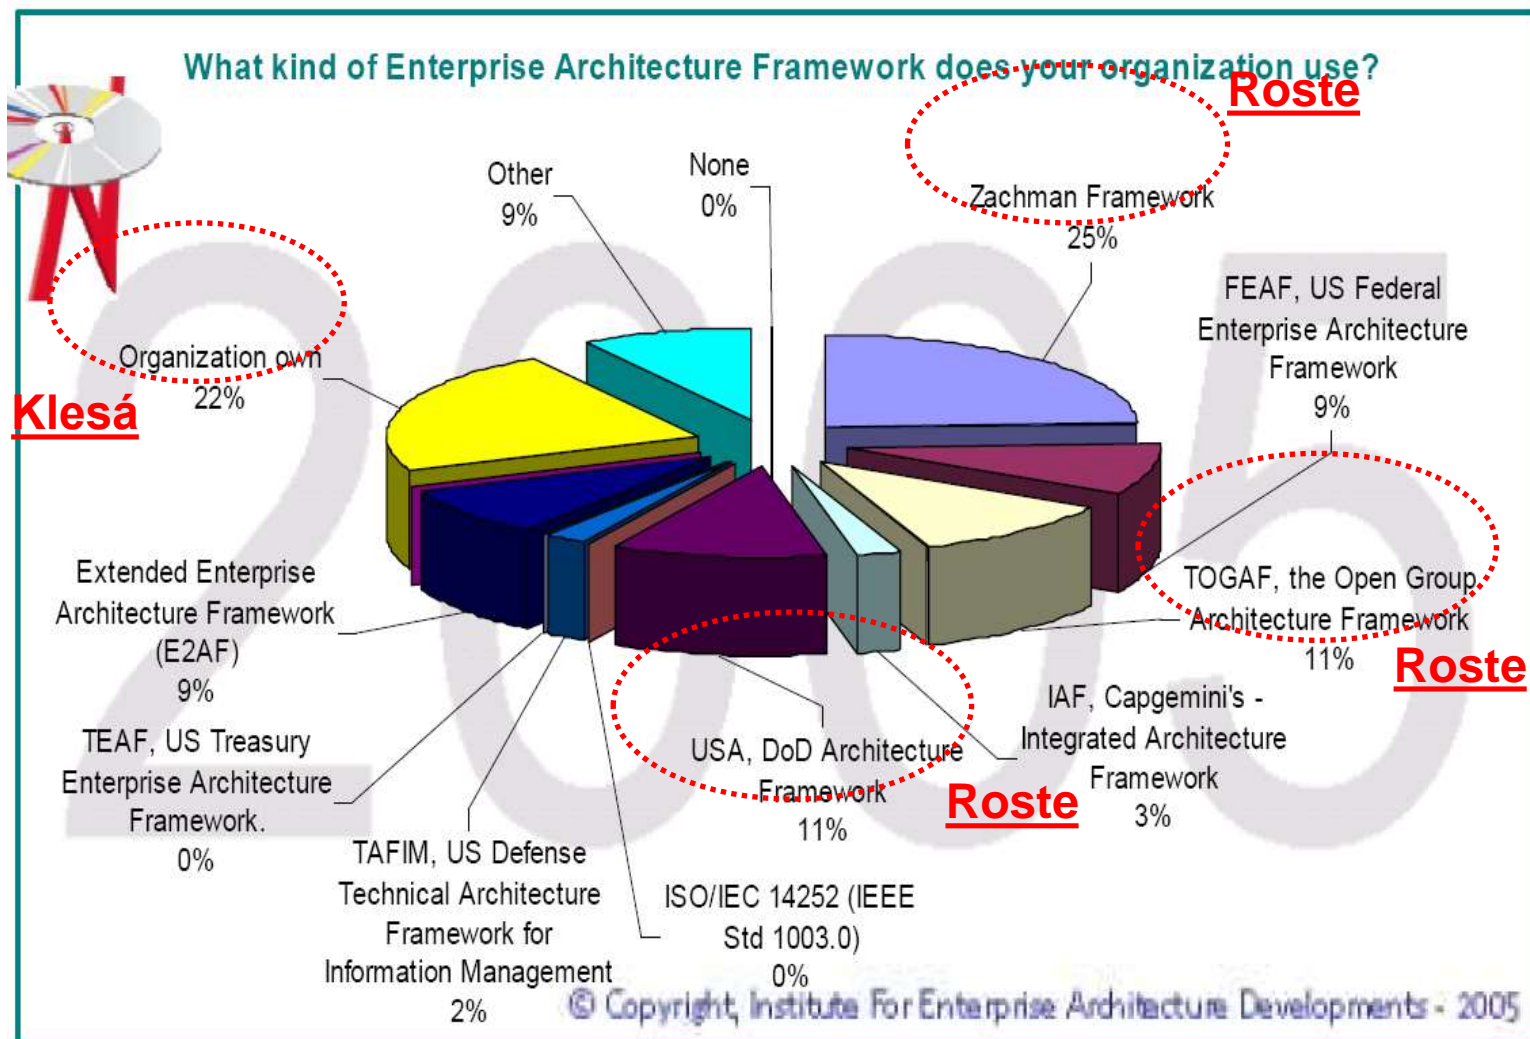 What kind of Enterprise Architecture Framework does your organization use?
Roste
None
0%
Other
9%
Zachman Framework
25%
FEAF, US Federal
Enterprise Architecture
Framework
9%
Organization own
22%
Klesá
TOGAF, the Open Group
Architecture Framework
11%
Roste
Extended Enterprise
Architecture Framework
(E2AF)
9%
IAF, Capgemini's -
Integrated Architecture
Framework
3%
USA, DoD Architecture
Framework
11%
Roste
TEAF, US Treasury
Enterprise Architecture
Framework.
0%
TAFIM, US Defense
Technical Architecture
Framework for
Information Management
2%
ISO/IEC 14252 (IEEE
Std 1003.0)
0%
2005
© Copyright, Institute For Enterprise Architecture Developments - 2005